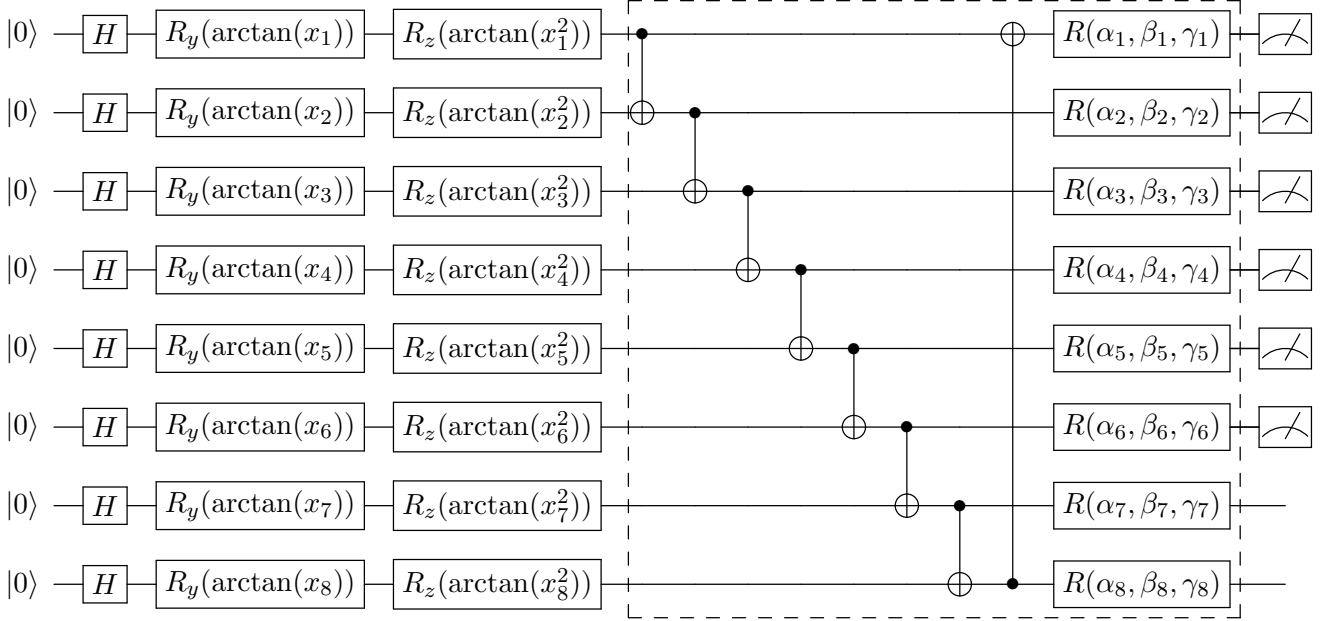 |0⟩ H R_y(arctan(x_1)) R_z(arctan(x_1^2)) R(α_1, β_1, γ_1)
|0⟩ H R_y(arctan(x_2)) R_z(arctan(x_2^2)) R(α_2, β_2, γ_2)
|0⟩ H R_y(arctan(x_3)) R_z(arctan(x_3^2)) R(α_3, β_3, γ_3)
|0⟩ H R_y(arctan(x_4)) R_z(arctan(x_4^2)) R(α_4, β_4, γ_4)
|0⟩ H R_y(arctan(x_5)) R_z(arctan(x_5^2)) R(α_5, β_5, γ_5)
|0⟩ H R_y(arctan(x_6)) R_z(arctan(x_6^2)) R(α_6, β_6, γ_6)
|0⟩ H R_y(arctan(x_7)) R_z(arctan(x_7^2)) R(α_7, β_7, γ_7)
|0⟩ H R_y(arctan(x_8)) R_z(arctan(x_8^2)) R(α_8, β_8, γ_8)